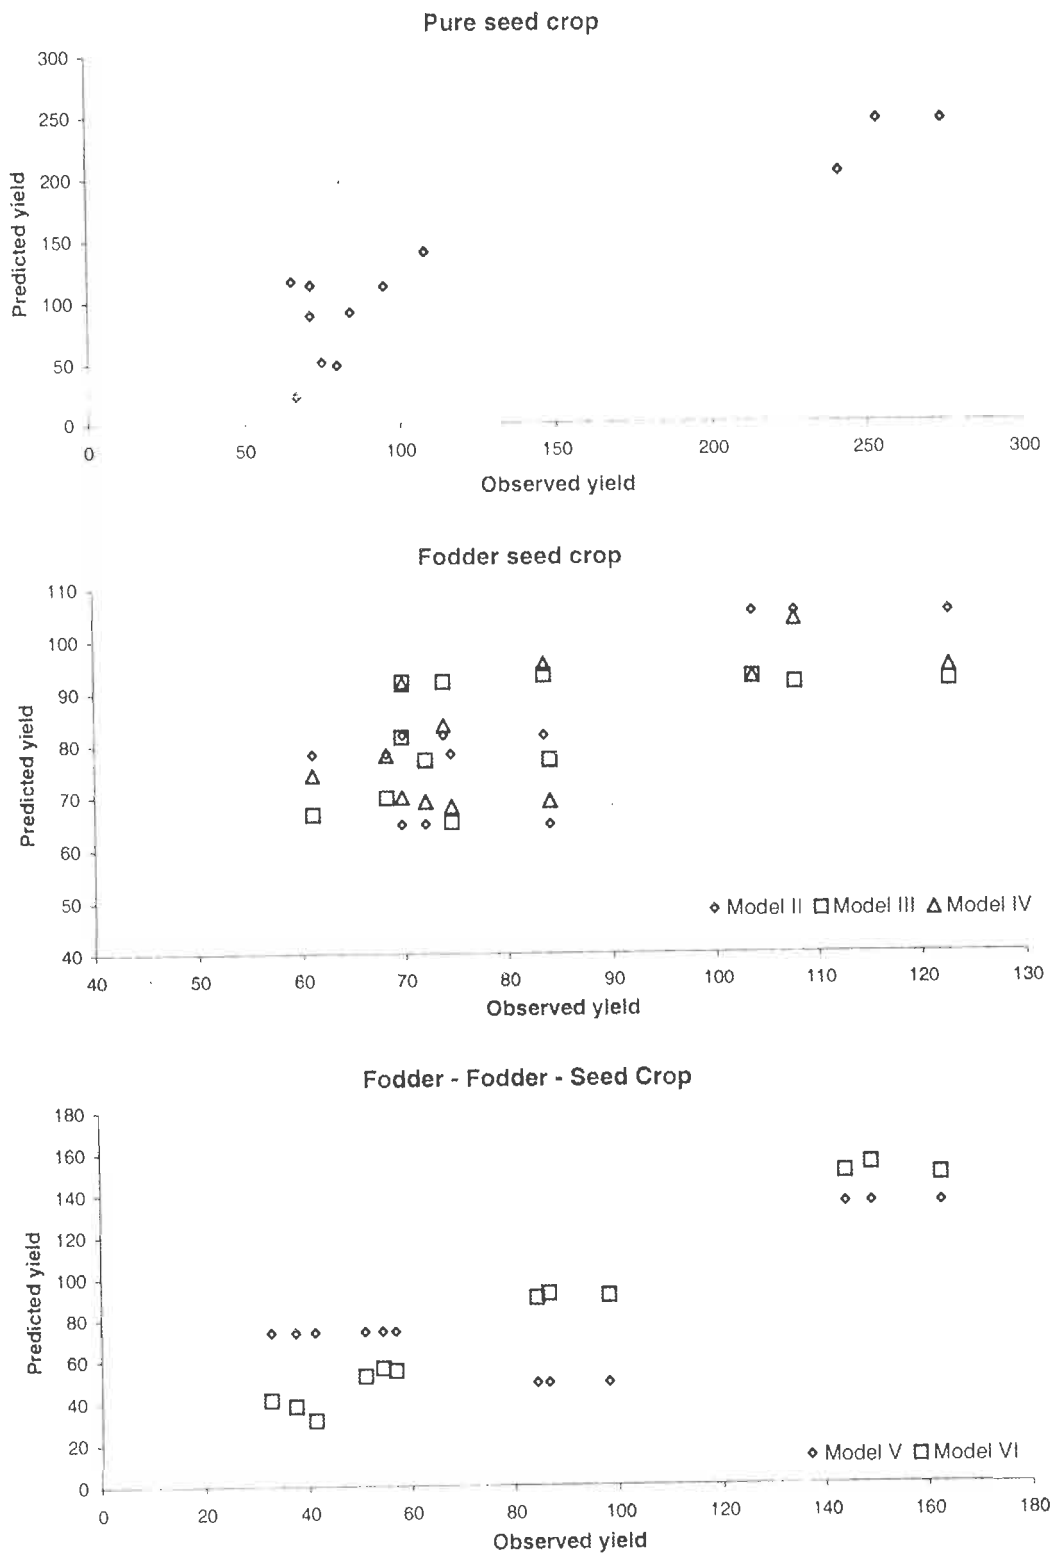 Pure seed crop
300
250
200
150
100
50
0
Predicted yield
0 50 100 150 200 250 300
Observed yield
Fodder seed crop
110
100
90
80
70
60
50
40
Predicted yield
Model II Model III Model IV
40 50 60 70 80 90 100 110 120 130
Observed yield
Fodder - Fodder - Seed Crop
180
160
140
120
100
80
60
40
20
0
Predicted yield
Model V Model VI
0 20 40 60 80 100 120 140 160 180
Observed yield